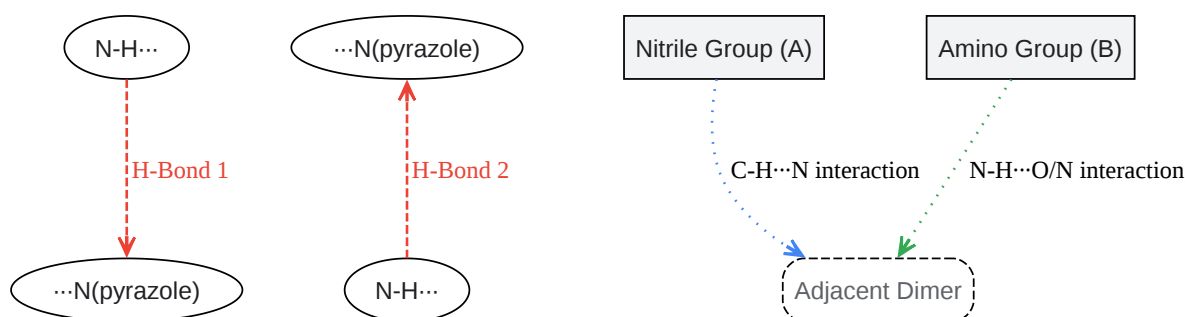 N-H···
···N(pyrazole)
Nitrile Group (A)
Amino Group (B)
H-Bond 1
H-Bond 2
C-H···N interaction
N-H···O/N interaction
···N(pyrazole)
N-H···
Adjacent Dimer